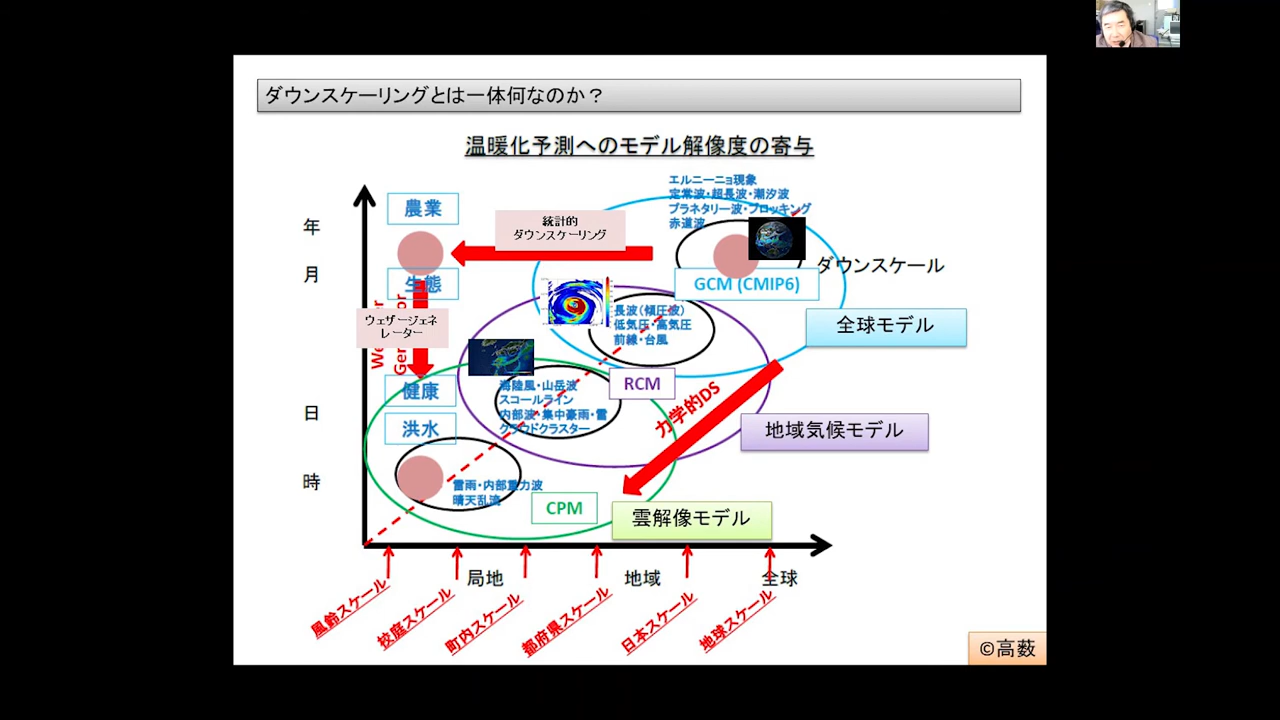 ダウンスケーリングとは一体何なのか？
温暖化予測へのモデル解像度の寄与
エルニーニョ現象
定常波・超長波・潮汐波
プラネタリー波・ブロッキング
赤道波
農業
統計的
ダウンスケーリング
年
月
生態
ダウンスケール
GCM (CMIP6)
ウェザージェネ
レーター
長波（傾圧波）
低気圧・高気圧
前線・台風
全球モデル
RCM
健康
海陸風・山岳波
スコールライン
内部波・集中豪雨・雷
クラウドクラスター
力学的DS
日
洪水
地域気候モデル
時
雷雨・内部重力波
晴天乱流
CPM
雲解像モデル
局地
地域
全球
風鈴スケール
校庭スケール
町内スケール
都府県スケール
日本スケール
地球スケール
©高薮